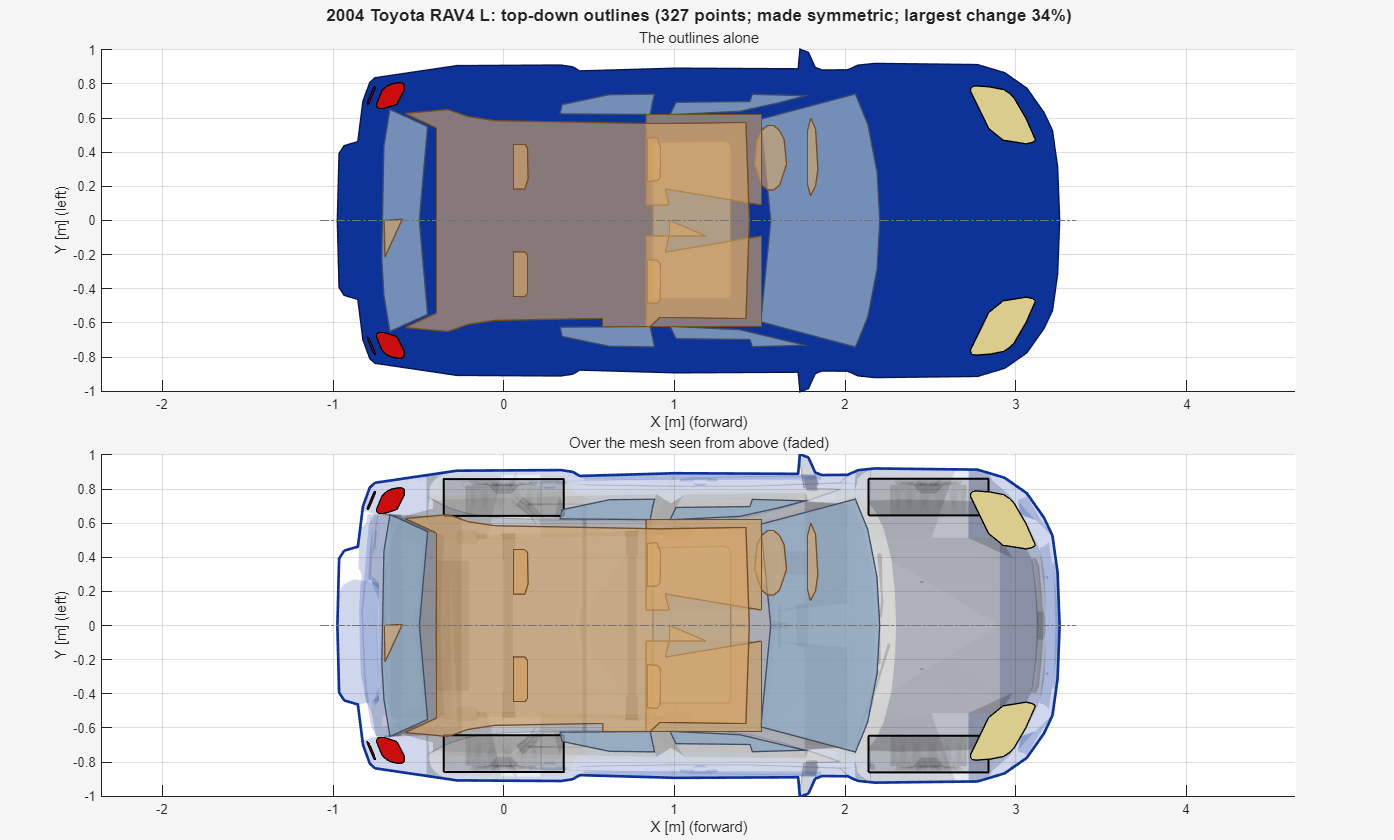 2004 Toyota RAV4 L: top-down outlines (327 points; made symmetric; largest change 34%)
The outlines alone
1
0.8
0.6
0.4
0.2
0
-0.2
-0.4
-0.6
-0.8
-1
Y [m] (left)
-2 -1 0 1 2 3 4
X [m] (forward)
Over the mesh seen from above (faded)
1
0.8
0.6
0.4
0.2
0
-0.2
-0.4
-0.6
-0.8
-1
Y [m] (left)
-2 -1 0 1 2 3 4
X [m] (forward)